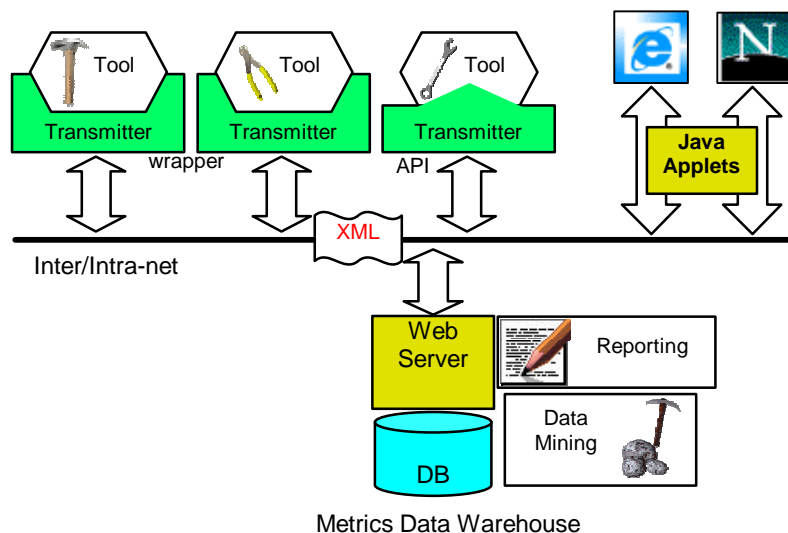 Tool
Tool
Tool
Transmitter
Transmitter
Transmitter
wrapper
API
N
Java
Applets
XML
Inter/Intra-net
Web
Server
Reporting
Data
Mining
DB
Metrics Data Warehouse